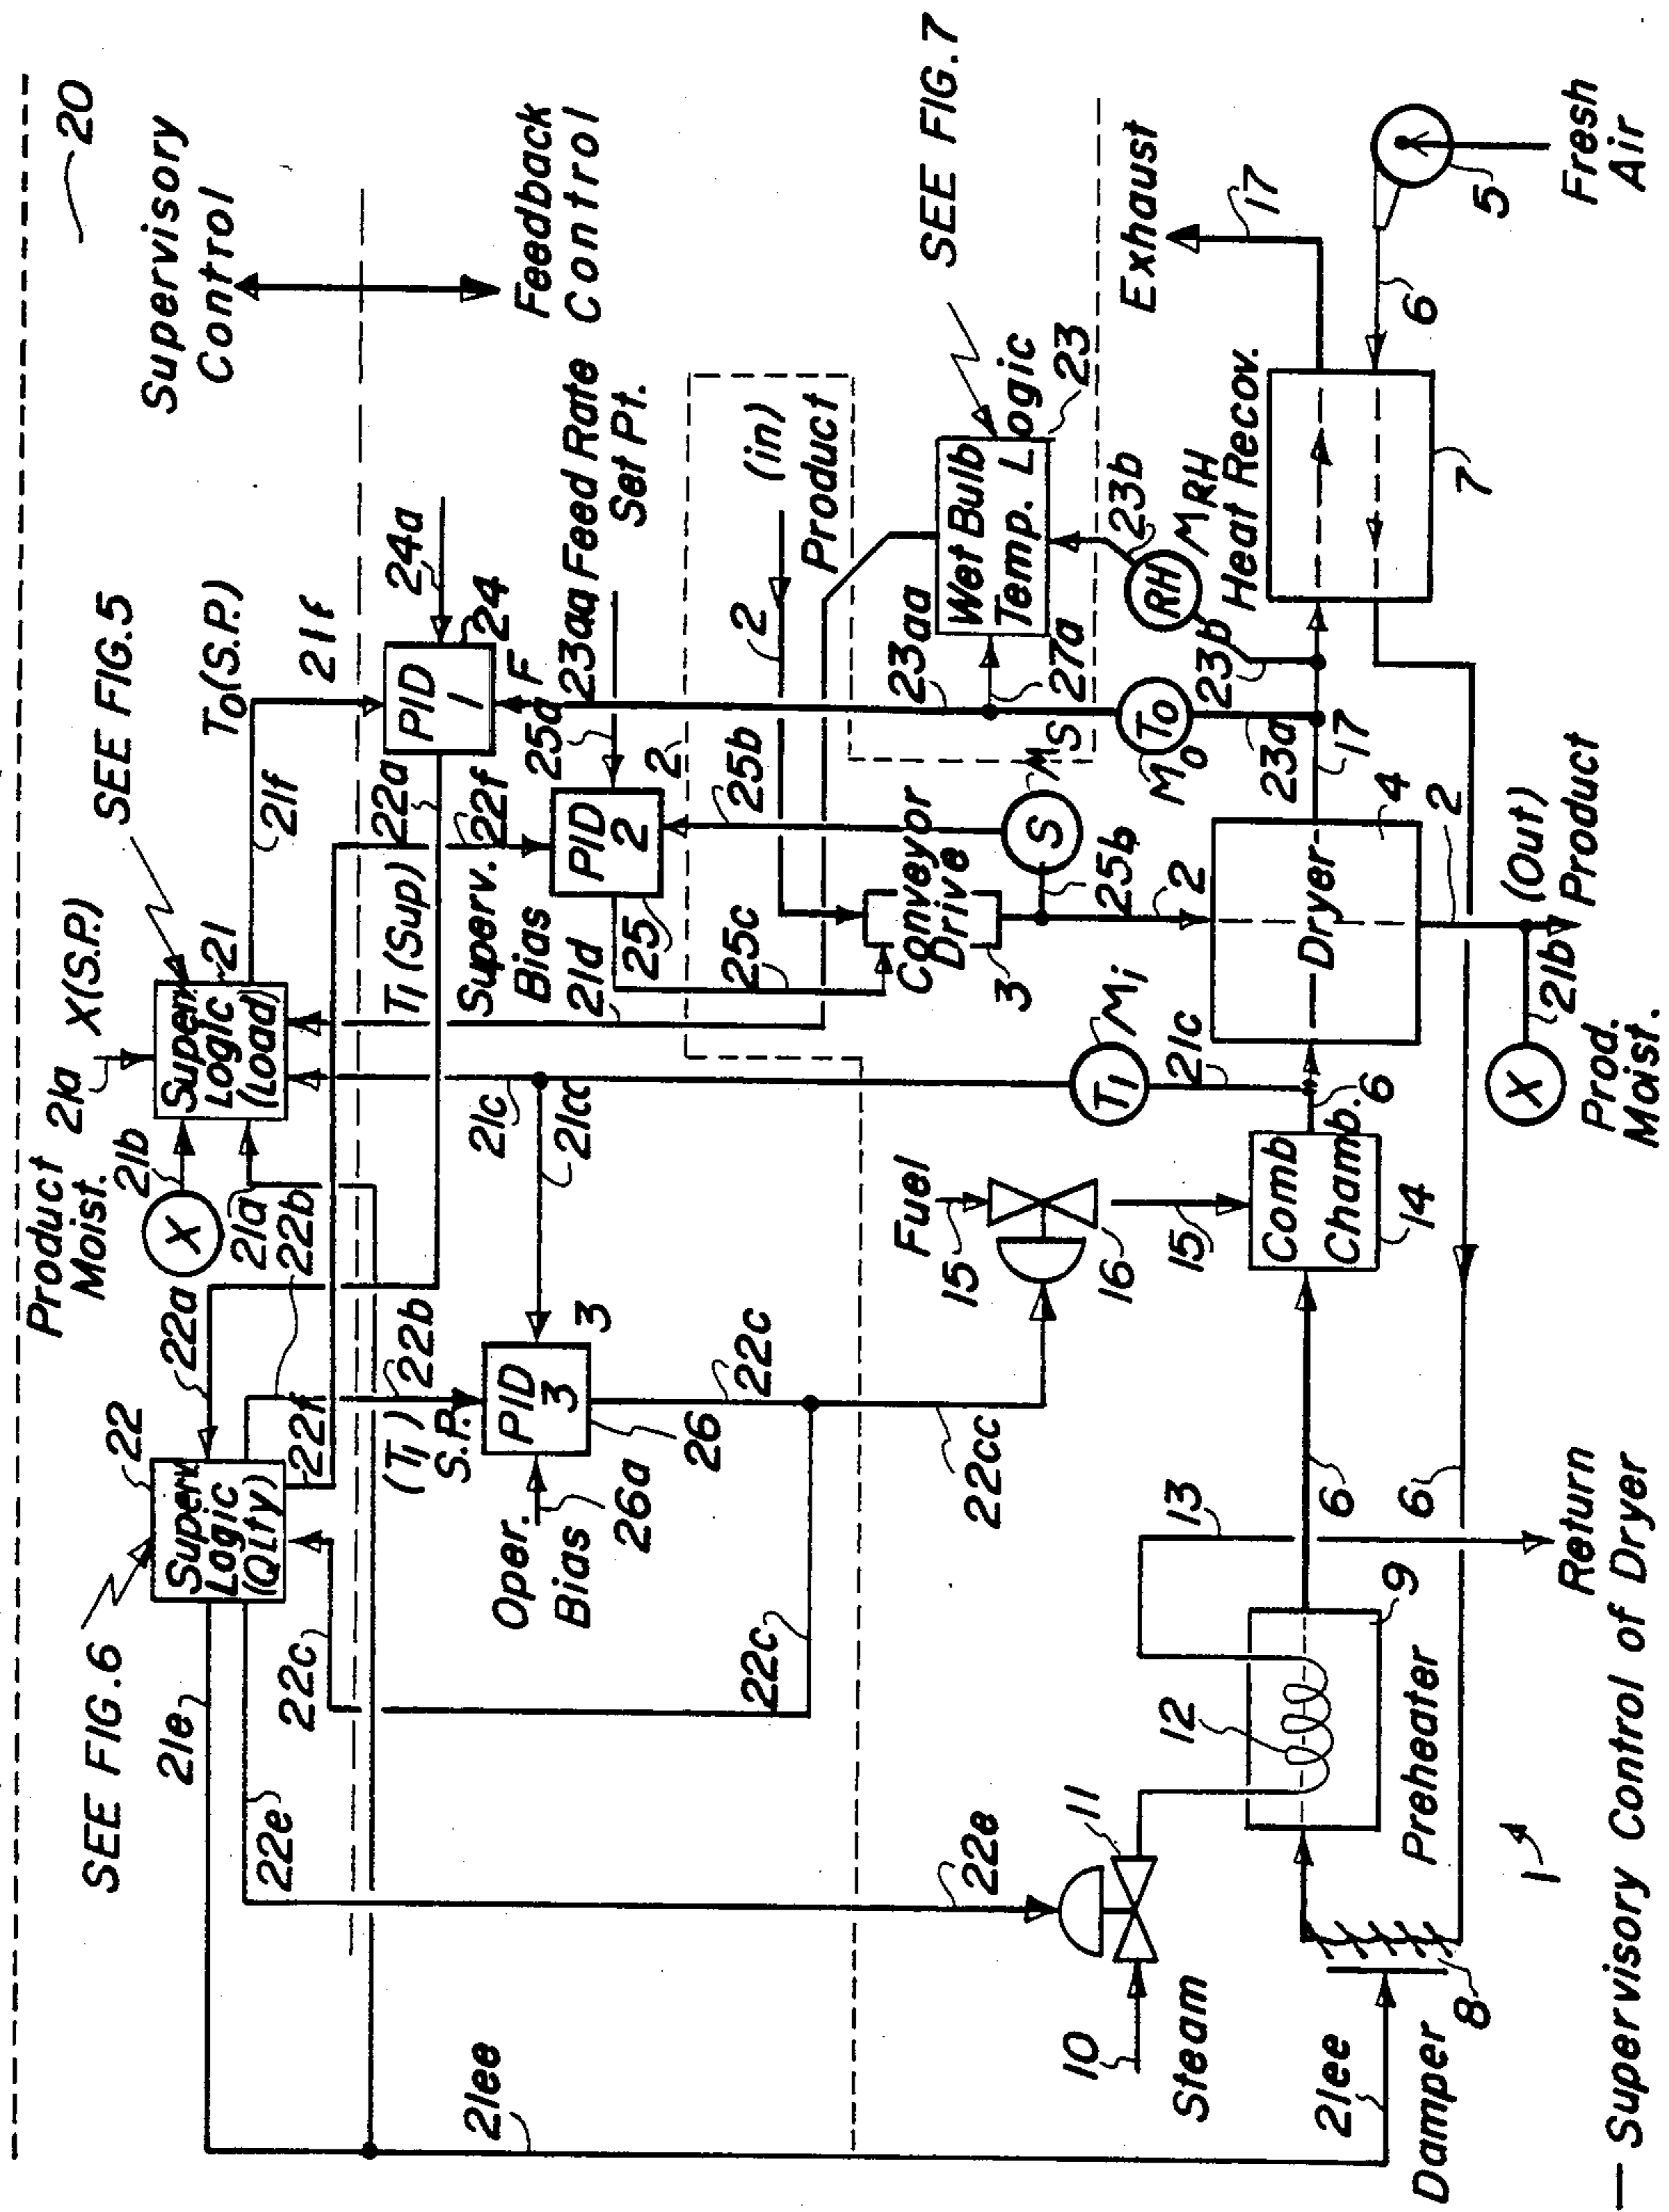 20
Supervisory
Control
Feedback
Control
SEE FIG.5
SEE FIG.6
SEE FIG.7
Product
Moist.
X
21b
21a X(S.P.)
Superv.
Logic
(Load)
21
21a
22b
21f
To(S.P.)
21f
22
Superv.
Logic
(QLty)
22a
22f
22c
21e
22e
(T1)
S.P.
22b
PID
3
3
Oper.
Bias
26a
26
22c
22c
22cc
21c
21cc
T1(Sup)
22a
22f
Superv.
Bias
21d
PID
1
24
24a
F
23aa
25a
Feed Rate
Set Pt.
PID
2
25
25b
25c
2
2
(in)
Product
Conveyor
Drive
3
S
MS
25b
2
Wet Bulb
Temp. Logic
23
23aa
27a
23b
RH
MRH
23b
To
Mo
23a
17
T1
Mi
21c
6
Dryer
4
2
(Out)
Product
21b
X
Prod.
Moist.
Heat Recov.
7
Exhaust
17
6
5
Fresh
Air
Fuel
15
16
15
Comb
Chamb.
14
6
6
13
Return
12
9
Preheater
11
22e
10
Steam
21ee
21ee
Damper
8
1
— Supervisory Control of Dryer